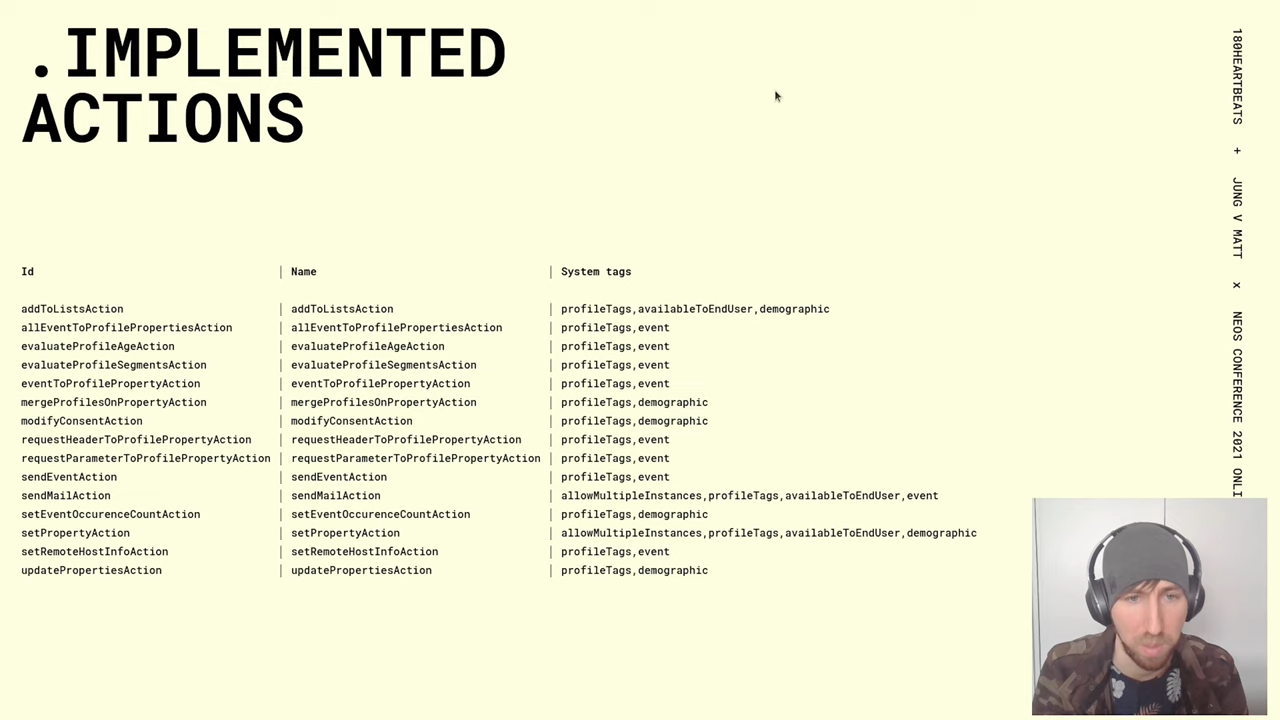 .IMPLEMENTED
ACTIONS
Id | Name | System tags
addToListsAction | addToListsAction | profileTags,availableToEndUser,demographic
allEventToProfilePropertiesAction | allEventToProfilePropertiesAction | profileTags,event
evaluateProfileAgeAction | evaluateProfileAgeAction | profileTags,event
evaluateProfileSegmentsAction | evaluateProfileSegmentsAction | profileTags,event
eventToProfilePropertyAction | eventToProfilePropertyAction | profileTags,event
mergeProfilesOnPropertyAction | mergeProfilesOnPropertyAction | profileTags,demographic
modifyConsentAction | modifyConsentAction | profileTags,demographic
requestHeaderToProfilePropertyAction | requestHeaderToProfilePropertyAction | profileTags,event
requestParameterToProfilePropertyAction | requestParameterToProfilePropertyAction | profileTags,event
sendEventAction | sendEventAction | profileTags,event
sendMailAction | sendMailAction | allowMultipleInstances,profileTags,availableToEndUser,event
setEventOccurenceCountAction | setEventOccurenceCountAction | profileTags,demographic
setPropertyAction | setPropertyAction | allowMultipleInstances,profileTags,availableToEndUser,demographic
setRemoteHostInfoAction | setRemoteHostInfoAction | profileTags,event
updatePropertiesAction | updatePropertiesAction | profileTags,demographic
180HEARTBEATS + JUNG V MATT x NEOS CONFERENCE 2021 ONLI